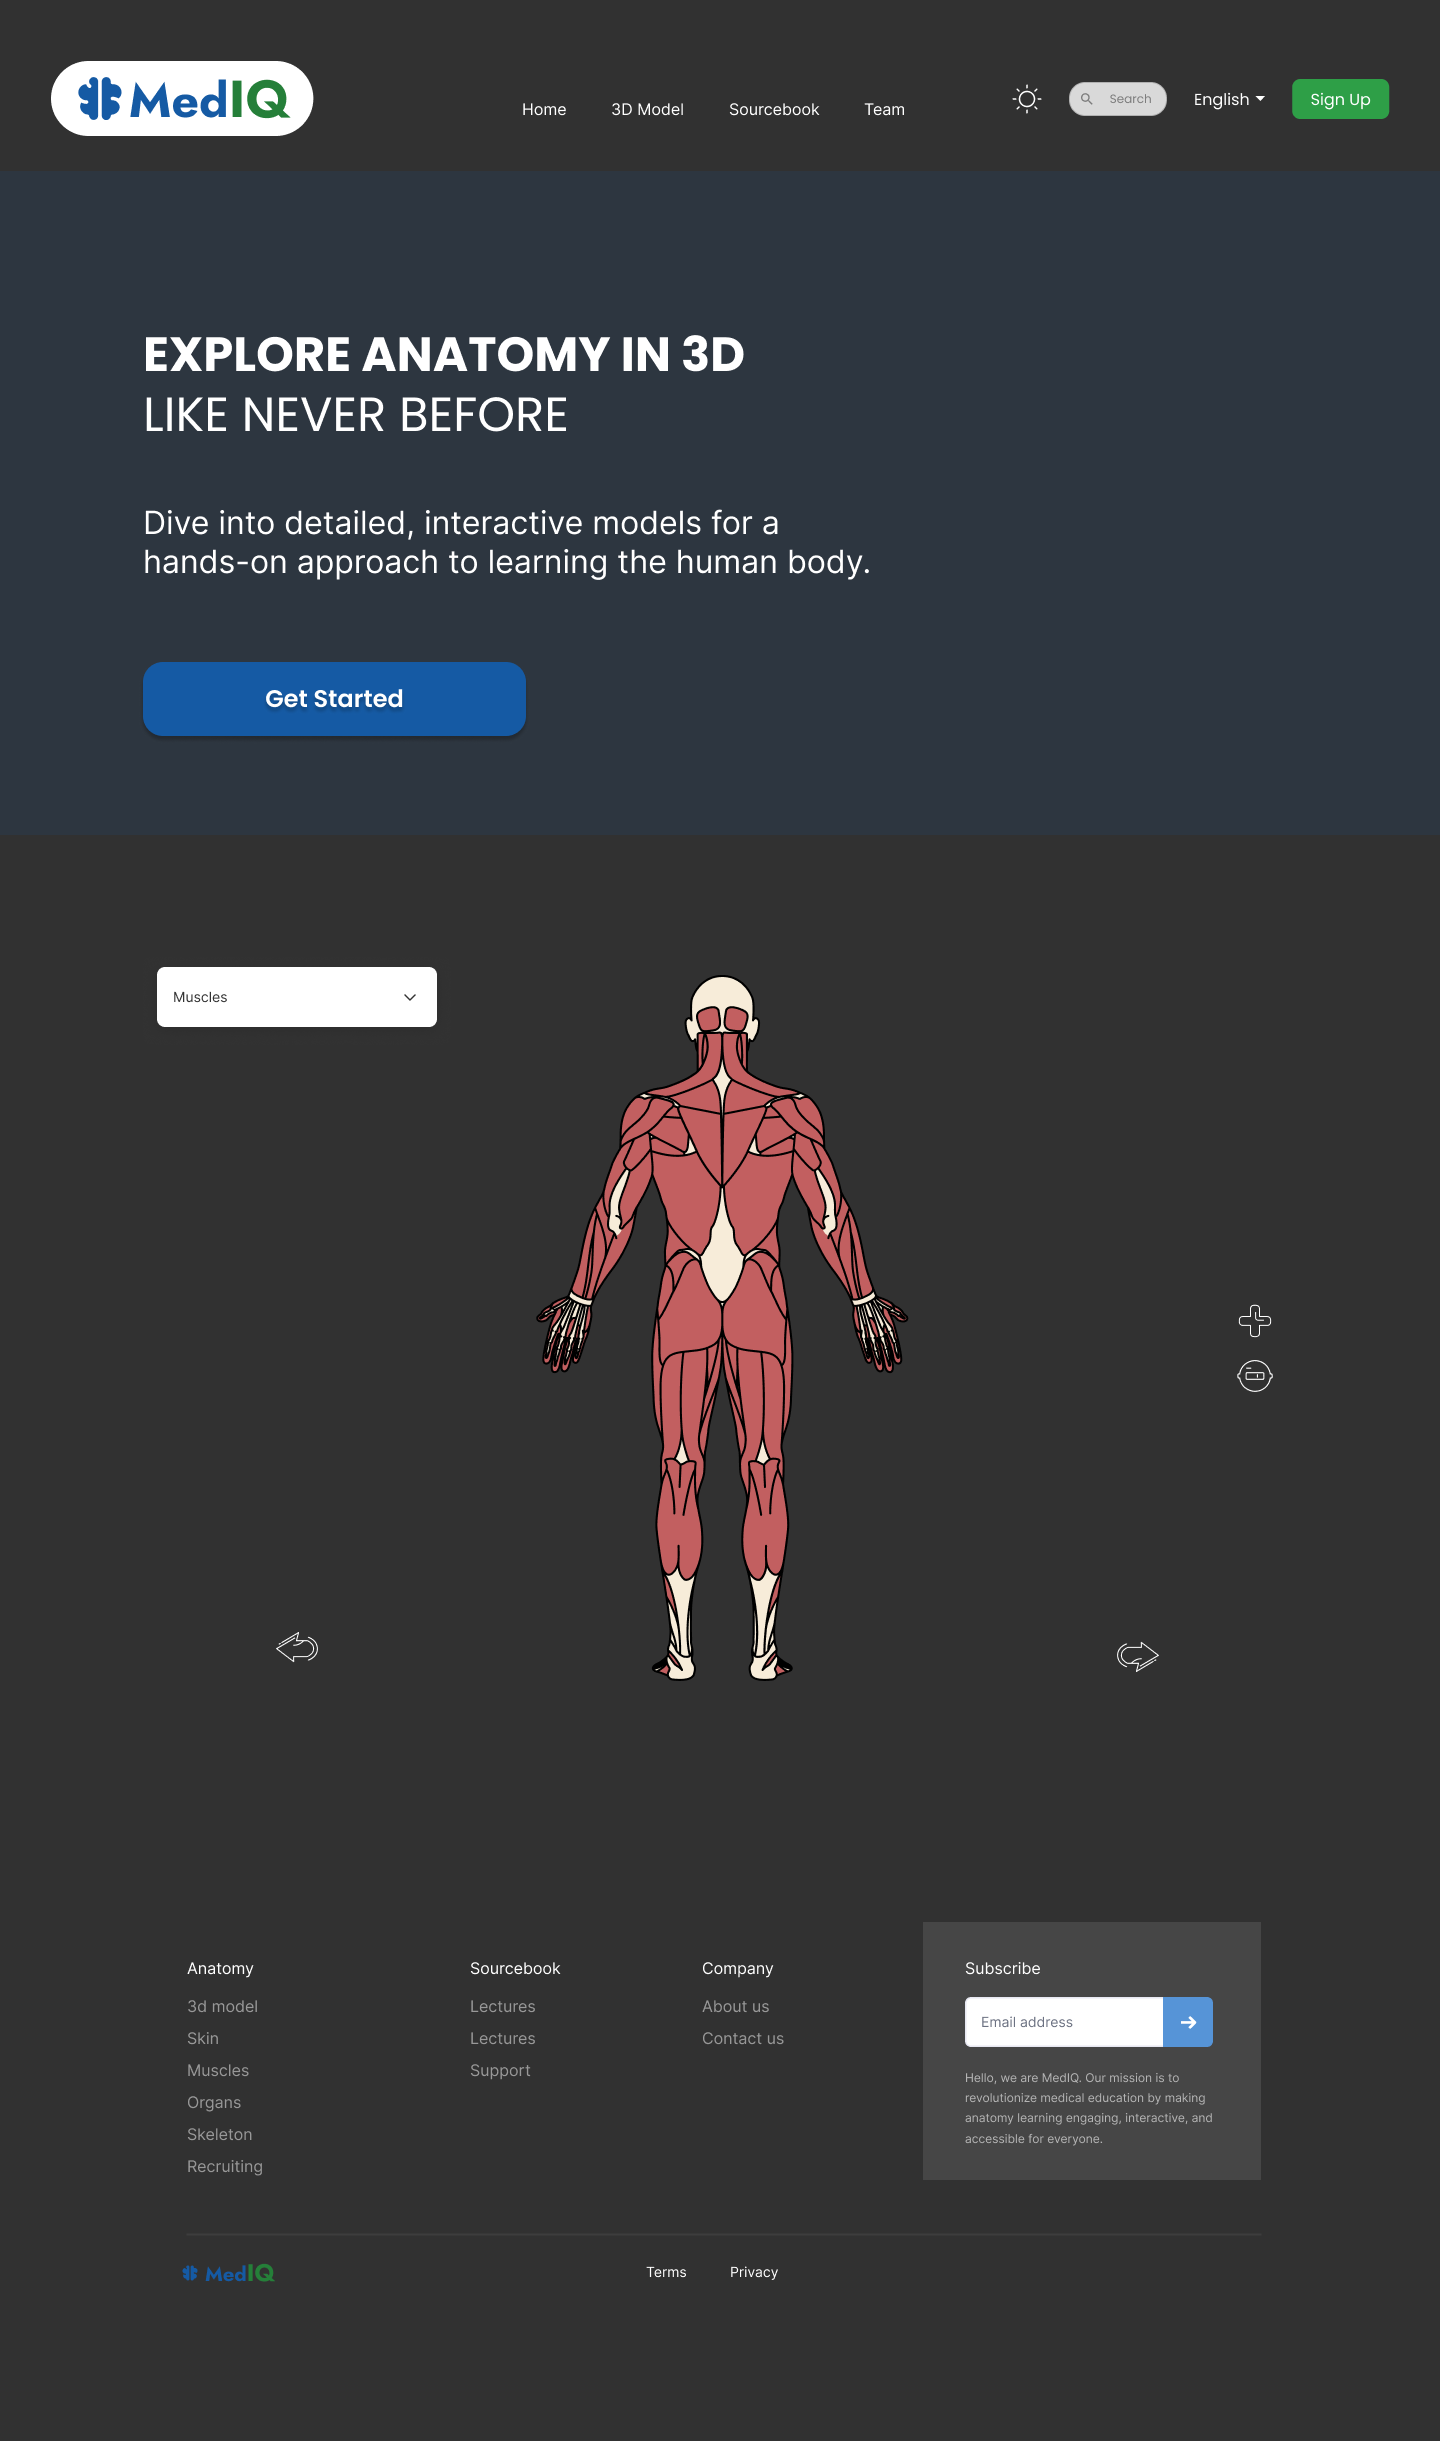 MedIQ
Home 3D Model Sourcebook Team
Search
English
Sign Up
EXPLORE ANATOMY IN 3D
LIKE NEVER BEFORE
Dive into detailed, interactive models for a
hands-on approach to learning the human body.
Get Started
Muscles
Anatomy
3d model
Skin
Muscles
Organs
Skeleton
Recruiting
Sourcebook
Lectures
Lectures
Support
Company
About us
Contact us
Subscribe
Email address
Hello, we are MedIQ. Our mission is to
revolutionize medical education by making
anatomy learning engaging, interactive, and
accessible for everyone.
MedIQ
Terms Privacy